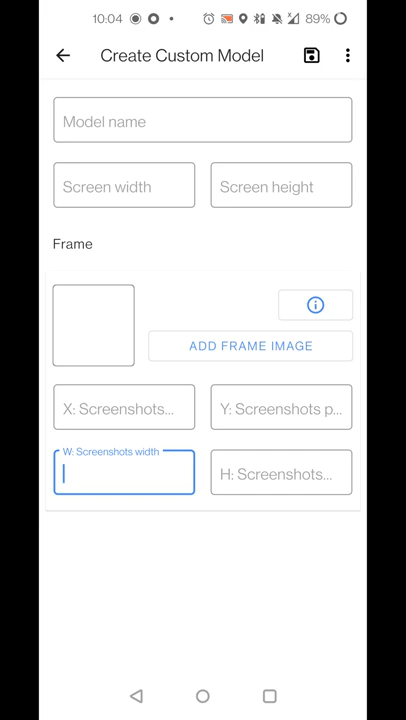 10:04 89%
Create Custom Model
Model name
Screen width Screen height
Frame
ADD FRAME IMAGE
X: Screenshots... Y: Screenshots p...
W: Screenshots width
H: Screenshots...